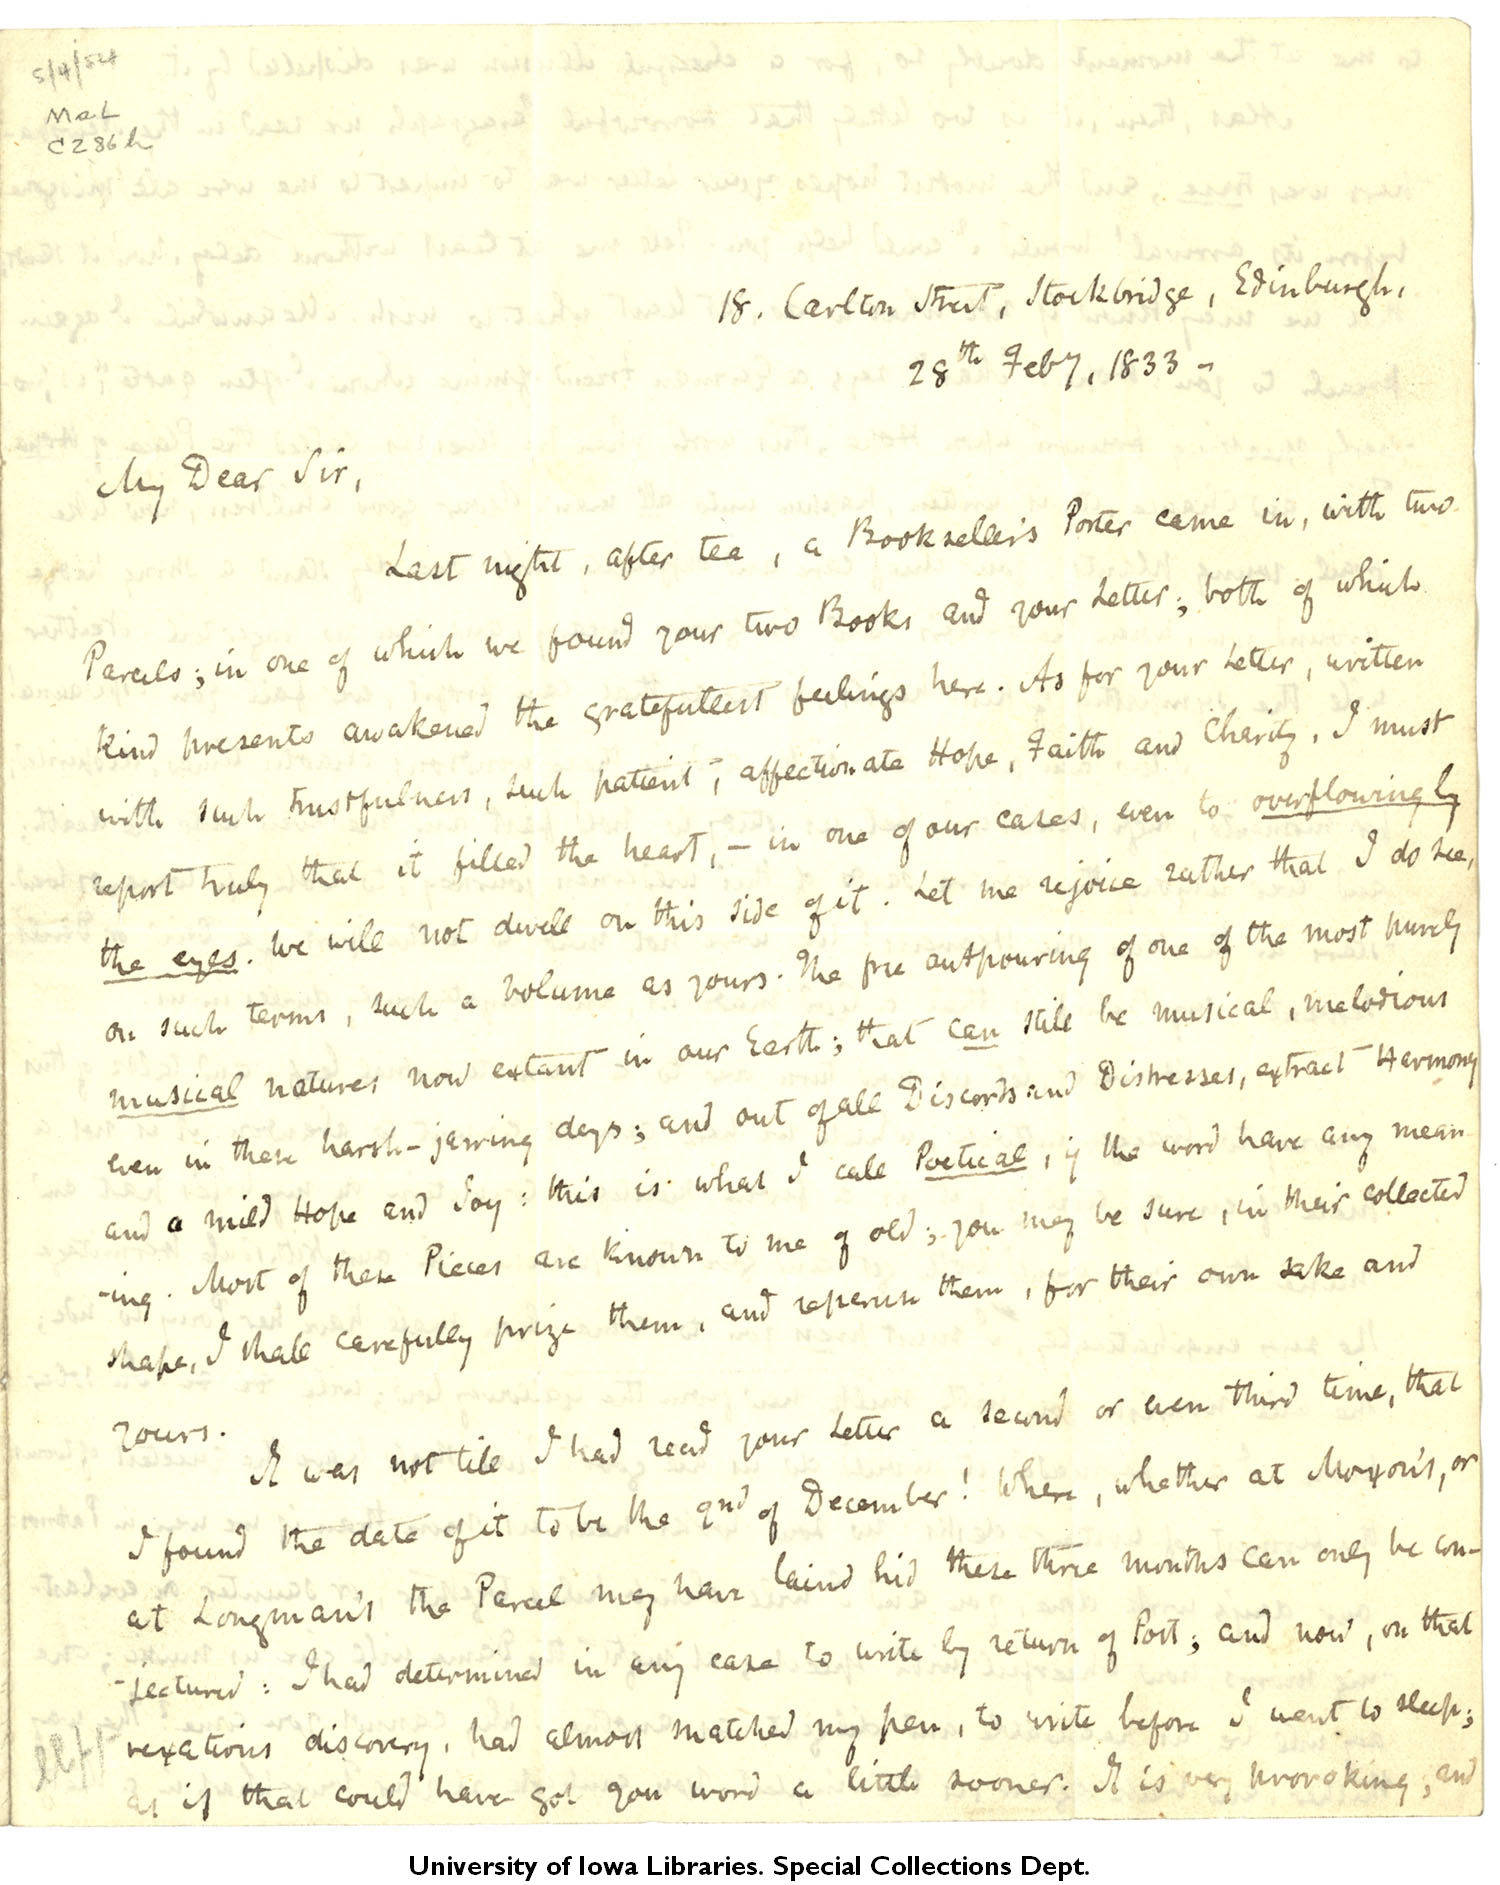 5/4/54
MsL
C286h
18. Carlton Street, Stockbridge, Edinburgh,
28th Feby, 1833 –
My Dear Sir,
Last night, after tea, a Bookseller's Porter came in, with two
Parcels; in one of which we found your two Books and your Letter; both of which
kind presents awakened the gratefullest feelings here. As for your Letter, written
with such trustfulness, such patient, affectionate Hope, Faith and Charity, I must
report truly that it filled the heart, – in one of our cases, even to overflowing by
the eyes. We will not dwell on this side of it. Let me rejoice rather that I do see,
on such terms, such a volume as yours. The free outpouring of one of the most purely
musical natures now extant in our Earth; that can still be musical, melodious
even in these harsh-jarring days; and out of all Discords and Distresses, extract Harmony
and a mild Hope and Joy: this is what I call Poetical, if the word have any mean
-ing. Most of these Pieces are known to me of old; you may be sure, in their collected
shape, I shall carefully prize them, and reperuse them, for their own sake and
yours.
It was not till I had read your Letter a second or even third time, that
I found the date of it to be the 2nd of December! Where, whether at Moxon's, or
at Longman's the Parcel may have laind hid these three months can only be con-
-jectured: I had determined in any case to write by return of Post; and now, on that
vexations discovery, had almost snatched my pen, to write before I went to sleep;
as if that could have got you word a little sooner. It is very provoking, and
University of Iowa Libraries. Special Collections Dept.